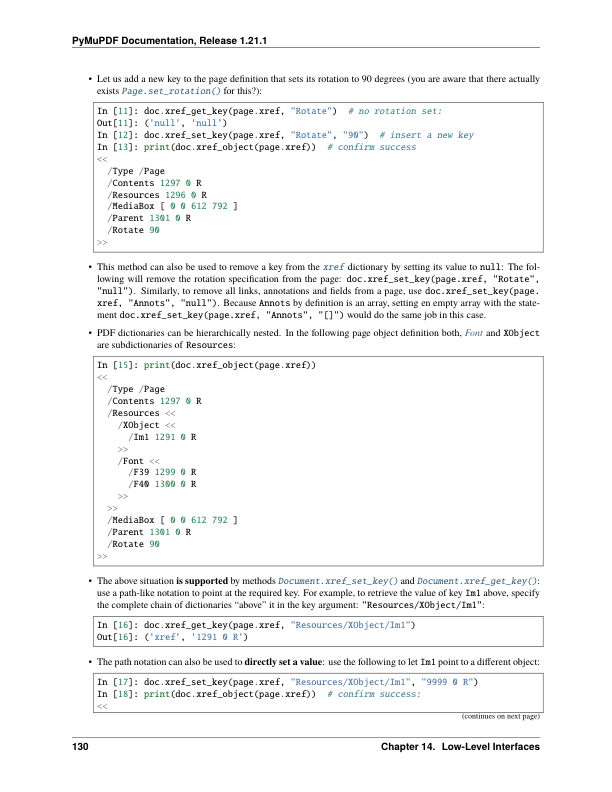 PyMuPDF Documentation, Release 1.21.1
• Let us add a new key to the page definition that sets its rotation to 90 degrees (you are aware that there actually
exists Page.set_rotation() for this?):
In [11]: doc.xref_get_key(page.xref, "Rotate")  # no rotation set:
Out[11]: ('null', 'null')
In [12]: doc.xref_set_key(page.xref, "Rotate", "90")  # insert a new key
In [13]: print(doc.xref_object(page.xref))  # confirm success
<<
  /Type /Page
  /Contents 1297 0 R
  /Resources 1296 0 R
  /MediaBox [ 0 0 612 792 ]
  /Parent 1301 0 R
  /Rotate 90
>>
• This method can also be used to remove a key from the xref dictionary by setting its value to null: The fol-
lowing will remove the rotation specification from the page: doc.xref_set_key(page.xref, "Rotate",
"null"). Similarly, to remove all links, annotations and fields from a page, use doc.xref_set_key(page.
xref, "Annots", "null"). Because Annots by definition is an array, setting en empty array with the state-
ment doc.xref_set_key(page.xref, "Annots", "[]") would do the same job in this case.
• PDF dictionaries can be hierarchically nested. In the following page object definition both, Font and XObject
are subdictionaries of Resources:
In [15]: print(doc.xref_object(page.xref))
<<
  /Type /Page
  /Contents 1297 0 R
  /Resources <<
    /XObject <<
      /Im1 1291 0 R
    >>
    /Font <<
      /F39 1299 0 R
      /F40 1300 0 R
    >>
  >>
  /MediaBox [ 0 0 612 792 ]
  /Parent 1301 0 R
  /Rotate 90
>>
• The above situation is supported by methods Document.xref_set_key() and Document.xref_get_key():
use a path-like notation to point at the required key. For example, to retrieve the value of key Im1 above, specify
the complete chain of dictionaries “above” it in the key argument: "Resources/XObject/Im1":
In [16]: doc.xref_get_key(page.xref, "Resources/XObject/Im1")
Out[16]: ('xref', '1291 0 R')
• The path notation can also be used to directly set a value: use the following to let Im1 point to a different object:
In [17]: doc.xref_set_key(page.xref, "Resources/XObject/Im1", "9999 0 R")
In [18]: print(doc.xref_object(page.xref))  # confirm success:
<<
(continues on next page)
130 Chapter 14. Low-Level Interfaces